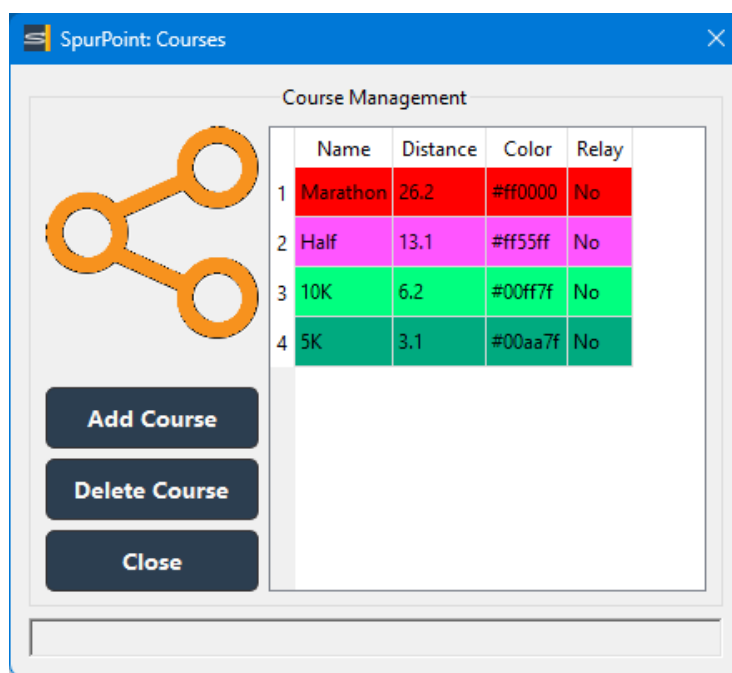 SpurPoint: Courses
Course Management
Name Distance Color Relay
1 Marathon 26.2 #ff0000 No
2 Half 13.1 #ff55ff No
3 10K 6.2 #00ff7f No
4 5K 3.1 #00aa7f No
Add Course
Delete Course
Close